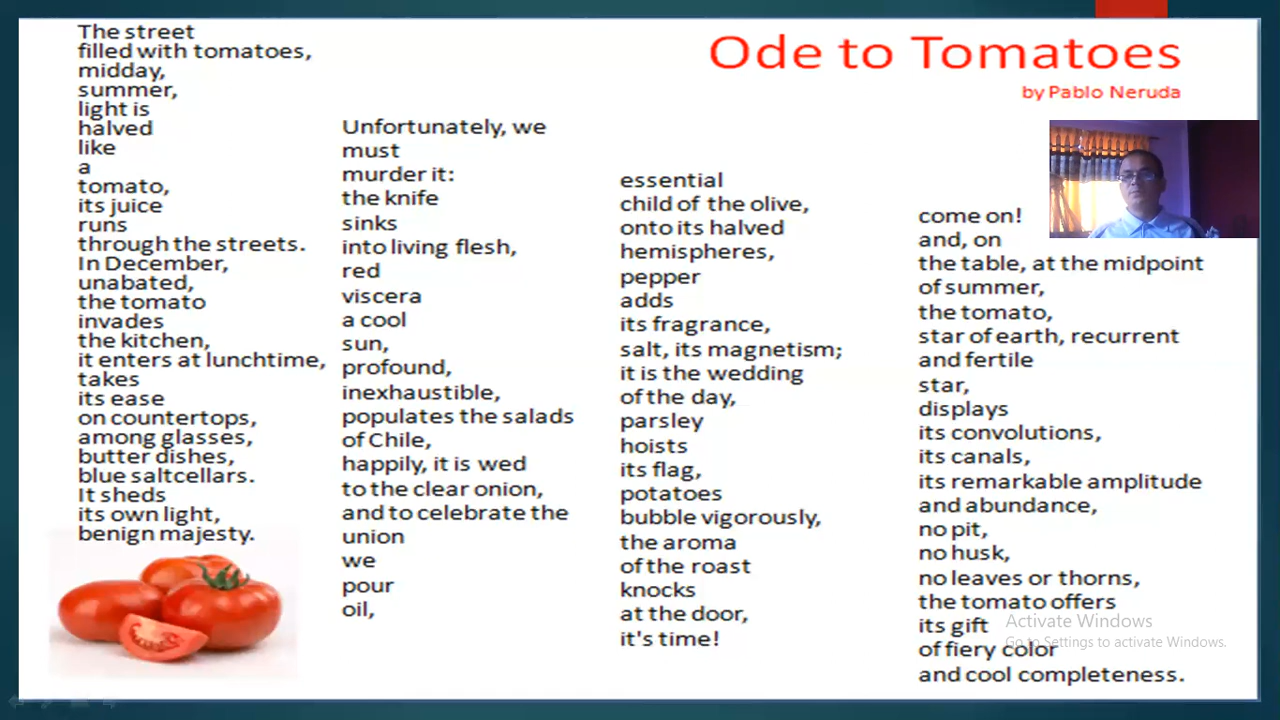 Ode to Tomatoes
by Pablo Neruda
The street
filled with tomatoes,
midday,
summer,
light is
halved
like
a
tomato,
its juice
runs
through the streets.
In December,
unabated,
the tomato
invades
the kitchen,
it enters at lunchtime,
takes
its ease
on countertops,
among glasses,
butter dishes,
blue saltcellars.
It sheds
its own light,
benign majesty.
Unfortunately, we
must
murder it:
the knife
sinks
into living flesh,
red
viscera
a cool
sun,
profound,
inexhaustible,
populates the salads
of Chile,
happily, it is wed
to the clear onion,
and to celebrate the
union
we
pour
oil,
essential
child of the olive,
onto its halved
hemispheres,
pepper
adds
its fragrance,
salt, its magnetism;
it is the wedding
of the day,
parsley
hoists
its flag,
potatoes
bubble vigorously,
the aroma
of the roast
knocks
at the door,
it's time!
come on!
and, on
the table, at the midpoint
of summer,
the tomato,
star of earth, recurrent
and fertile
star,
displays
its convolutions,
its canals,
its remarkable amplitude
and abundance,
no pit,
no husk,
no leaves or thorns,
the tomato offers
its gift
of fiery color
and cool completeness.
Activate Windows
Go to Settings to activate Windows.